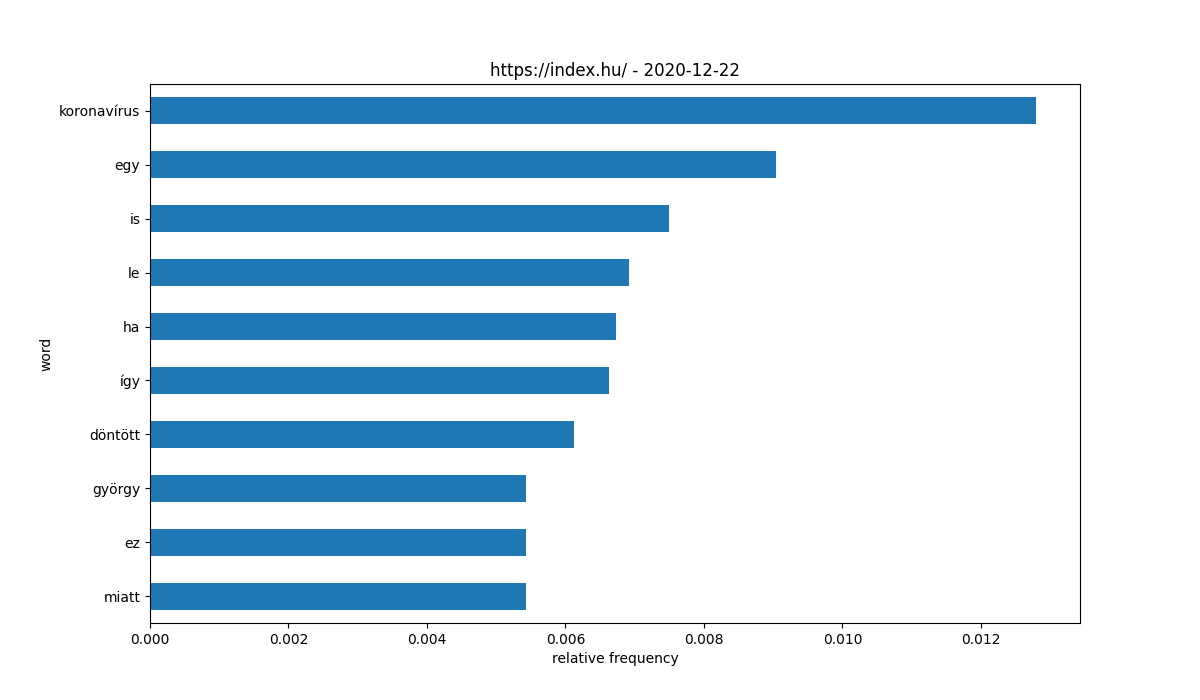 https://index.hu/ - 2020-12-22
koronavírus
egy
is
le
ha
így
döntött
györgy
ez
miatt
word
0.000 0.002 0.004 0.006 0.008 0.010 0.012
relative frequency